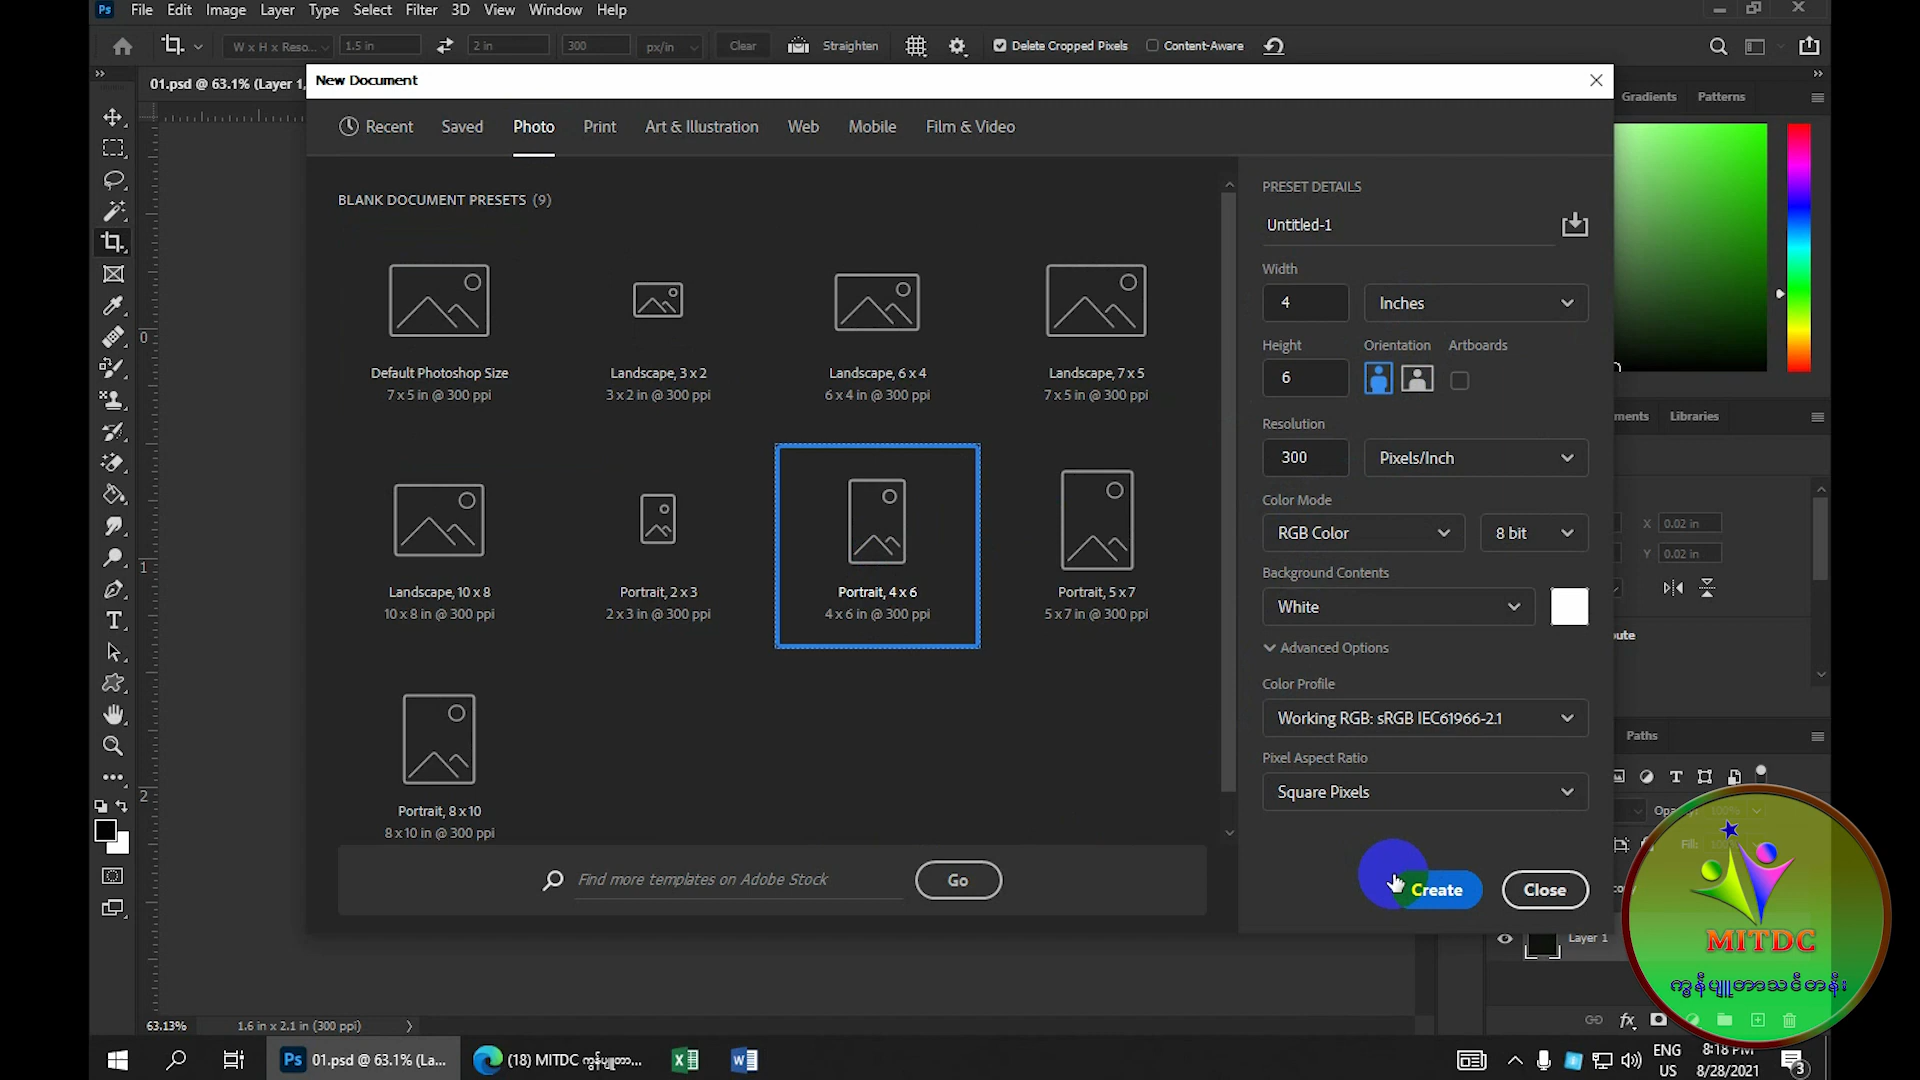 Ps File Edit Image Layer Type Select Filter 3D View Window Help
W x H x Reso... 1.5 in 2 in 300 px/in Clear Straighten Delete Cropped Pixels Content-Aware
01.psd @ 63.1% (Layer 1,
New Document
Gradients Patterns
Recent Saved Photo Print Art & Illustration Web Mobile Film & Video
BLANK DOCUMENT PRESETS (9)
Default Photoshop Size
7 x 5 in @ 300 ppi
Landscape, 3 x 2
3 x 2 in @ 300 ppi
Landscape, 6 x 4
6 x 4 in @ 300 ppi
Landscape, 7 x 5
7 x 5 in @ 300 ppi
Landscape, 10 x 8
10 x 8 in @ 300 ppi
Portrait, 2 x 3
2 x 3 in @ 300 ppi
Portrait, 4 x 6
4 x 6 in @ 300 ppi
Portrait, 5 x 7
5 x 7 in @ 300 ppi
Portrait, 8 x 10
8 x 10 in @ 300 ppi
Find more templates on Adobe Stock Go
PRESET DETAILS
Untitled-1
Width
4 Inches
Height Orientation Artboards
6
Resolution
300 Pixels/Inch
Color Mode
RGB Color 8 bit
Background Contents
White
Advanced Options
Color Profile
Working RGB: sRGB IEC61966-2.1
Pixel Aspect Ratio
Square Pixels
Create Close
ments Libraries
X 0.02 in
Y 0.02 in
Paths
Fill:
Layer 1
MITDC
ကွန်ပျူတာသင်တန်း
0
1
2
63.13% 1.6 in x 2.1 in (300 ppi)
Ps 01.psd @ 63.1% (La... (18) MITDC ကွန်ပျူတာ...
ENG
US
8:18 PM
8/28/2021
3